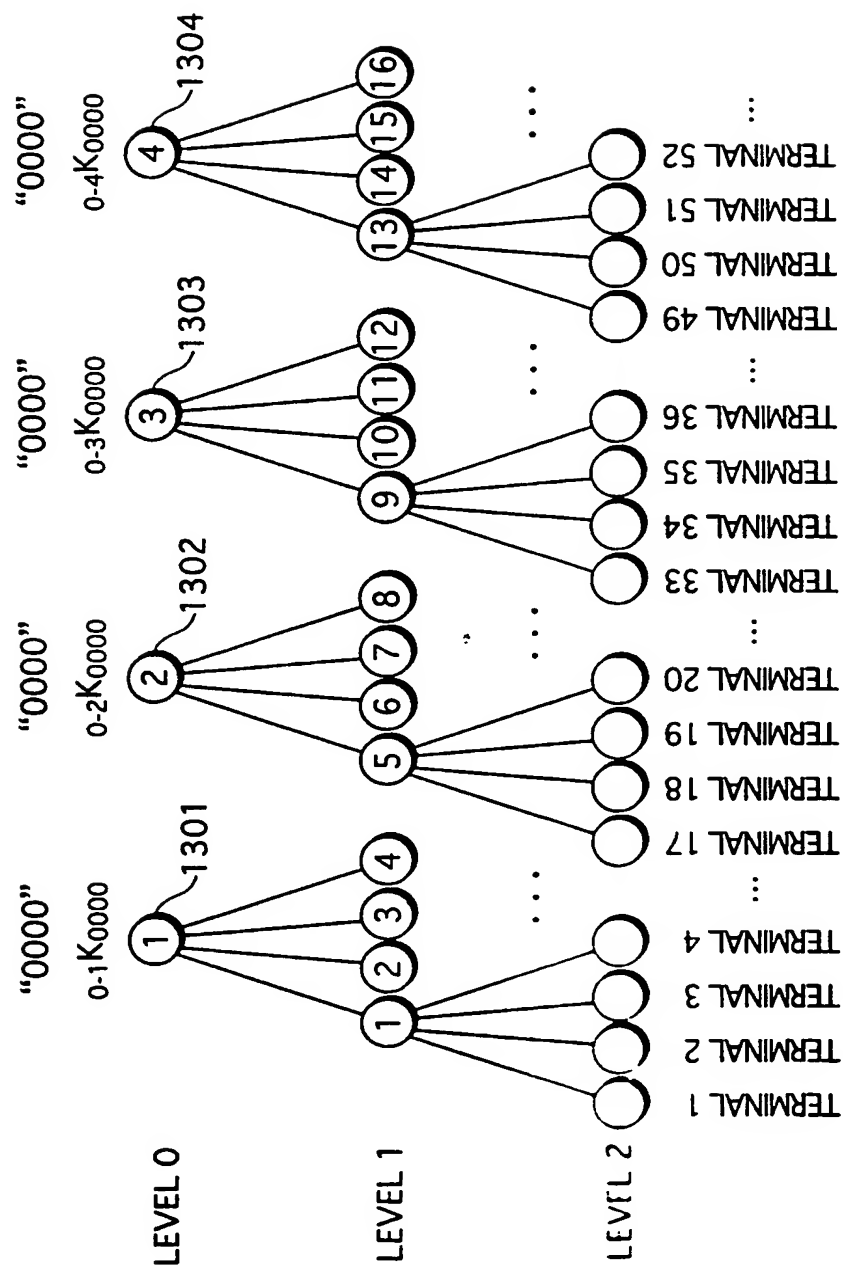 "0000" "0000" "0000" "0000"
0-1K0000 0-2K0000 0-3K0000 0-4K0000
1301 1302 1303 1304
LEVEL 0 1 2 3 4
LEVEL 1 1 2 3 4 5 6 7 8 9 10 11 12 13 14 15 16
... ... ... ...
LEVEL 2
TERMINAL 1 TERMINAL 2 TERMINAL 3 TERMINAL 4 ... TERMINAL 17 TERMINAL 18 TERMINAL 19 TERMINAL 20 ... TERMINAL 33 TERMINAL 34 TERMINAL 35 TERMINAL 36 ... TERMINAL 49 TERMINAL 50 TERMINAL 51 TERMINAL 52 ...